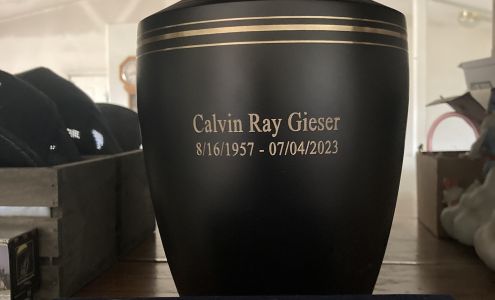 Calvin Ray Gieser
8/16/1957 - 07/04/2023